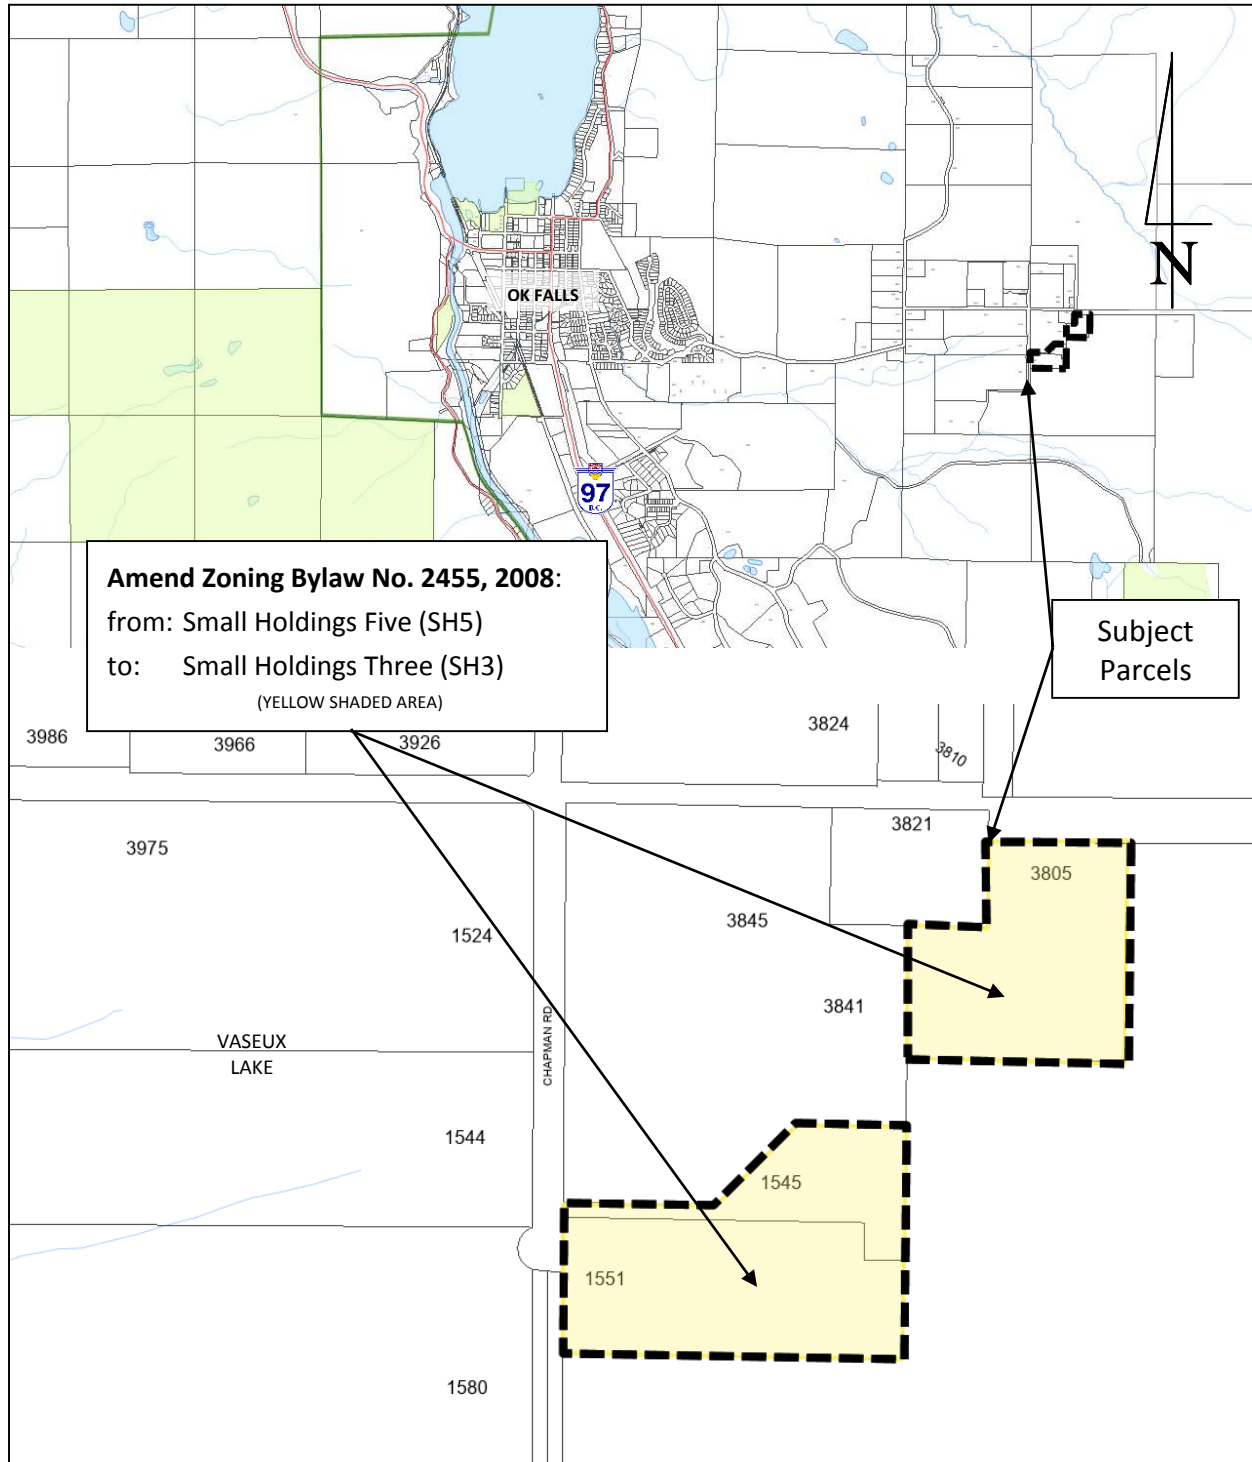 N
OK FALLS
97
B.C.
Amend Zoning Bylaw No. 2455, 2008:
from: Small Holdings Five (SH5)
to: Small Holdings Three (SH3)
(YELLOW SHADED AREA)
Subject
Parcels
3986
3966
3926
3824
3810
3975
3821
3805
1524
3845
3841
CHAPMAN RD
VASEUX
LAKE
1544
1545
1551
1580